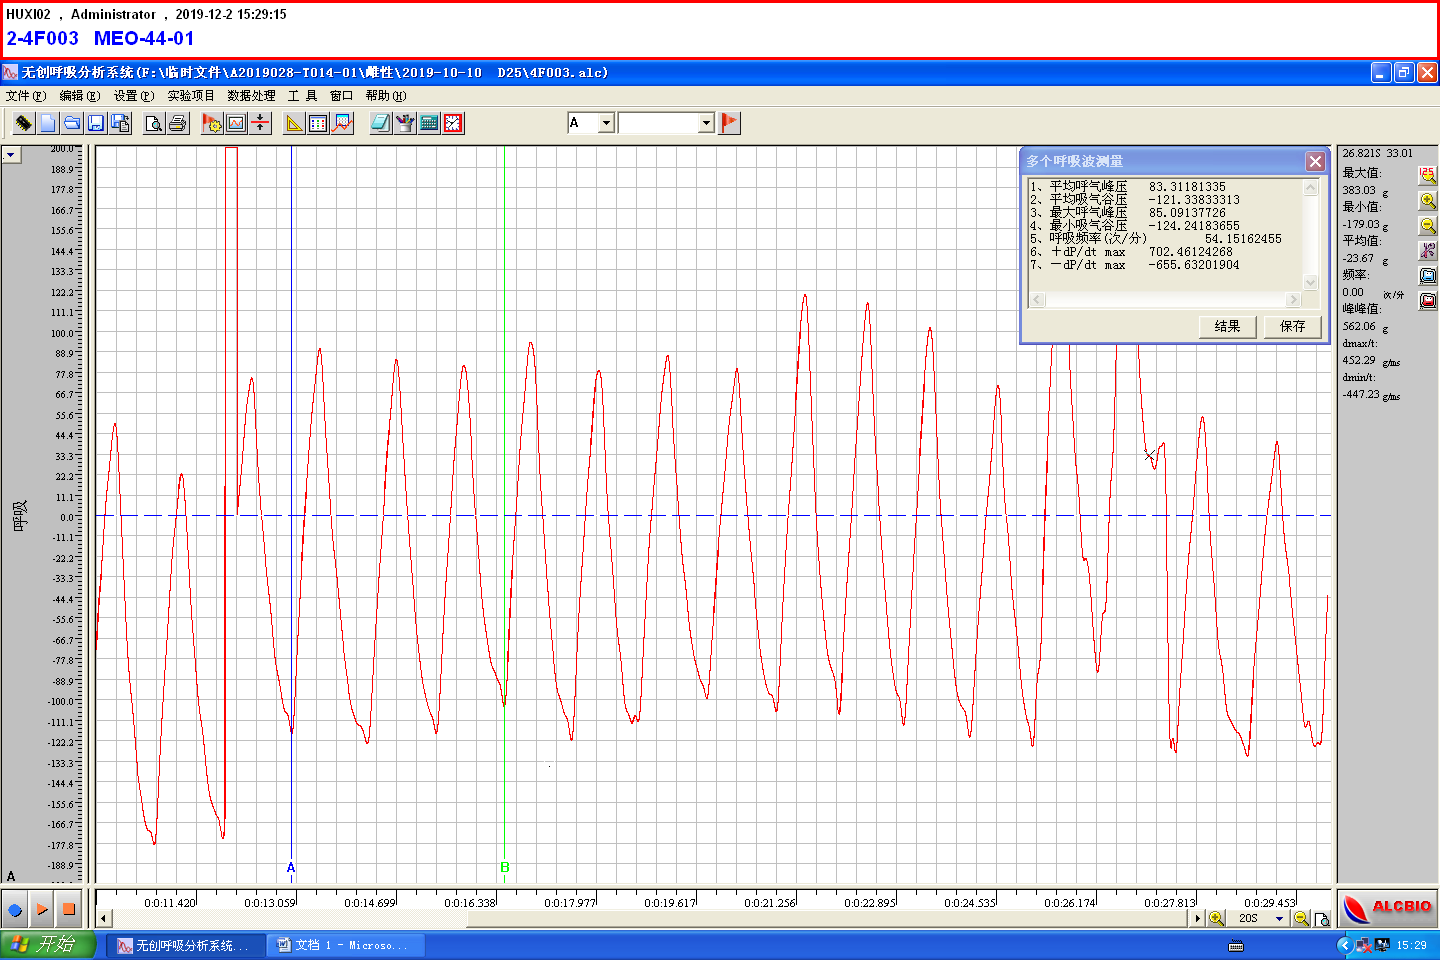 HUXI02 , Administrator , 2019-12-2 15:29:15
2-4F003 MEO-44-01
无创呼吸分析系统(F:\临时文件\A2019028-T014-01\雌性\2019-10-10 D25\4F003.alc)
文件(F) 编辑(E) 设置(P) 实验项目 数据处理 工 具 窗口 帮助(H)
A
200.0
188.9
177.8
166.7
155.6
144.4
133.3
122.2
111.1
100.0
88.9
77.8
66.7
55.6
44.4
33.3
22.2
11.1
0.0
-11.1
-22.2
-33.3
-44.4
-55.6
-66.7
-77.8
-88.9
-100.0
-111.1
-122.2
-133.3
-144.4
-155.6
-166.7
-177.8
-188.9
呼吸
A
A
B
多个呼吸波测量
1、平均呼气峰压 83.31181335
2、平均吸气谷压 -121.33833313
3、最大呼气峰压 85.09137726
4、最小吸气谷压 -124.24183655
5、呼吸频率(次/分) 54.15162455
6、＋dP/dt max 702.46124268
7、－dP/dt max -655.63201904
结果 保存
26.821S 33.01
最大值:
383.03 g
最小值:
-179.03 g
平均值:
-23.67 g
频率:
0.00 次/分
峰峰值:
562.06 g
dmax/t:
452.29 g/ms
dmin/t:
-447.23 g/ms
125
0:0:11.420 0:0:13.059 0:0:14.699 0:0:16.338 0:0:17.977 0:0:19.617 0:0:21.256 0:0:22.895 0:0:24.535 0:0:26.174 0:0:27.813 0:0:29.453
20S
ALCBIO
开始 无创呼吸分析系统... 文档 1 - Microso... 15:29